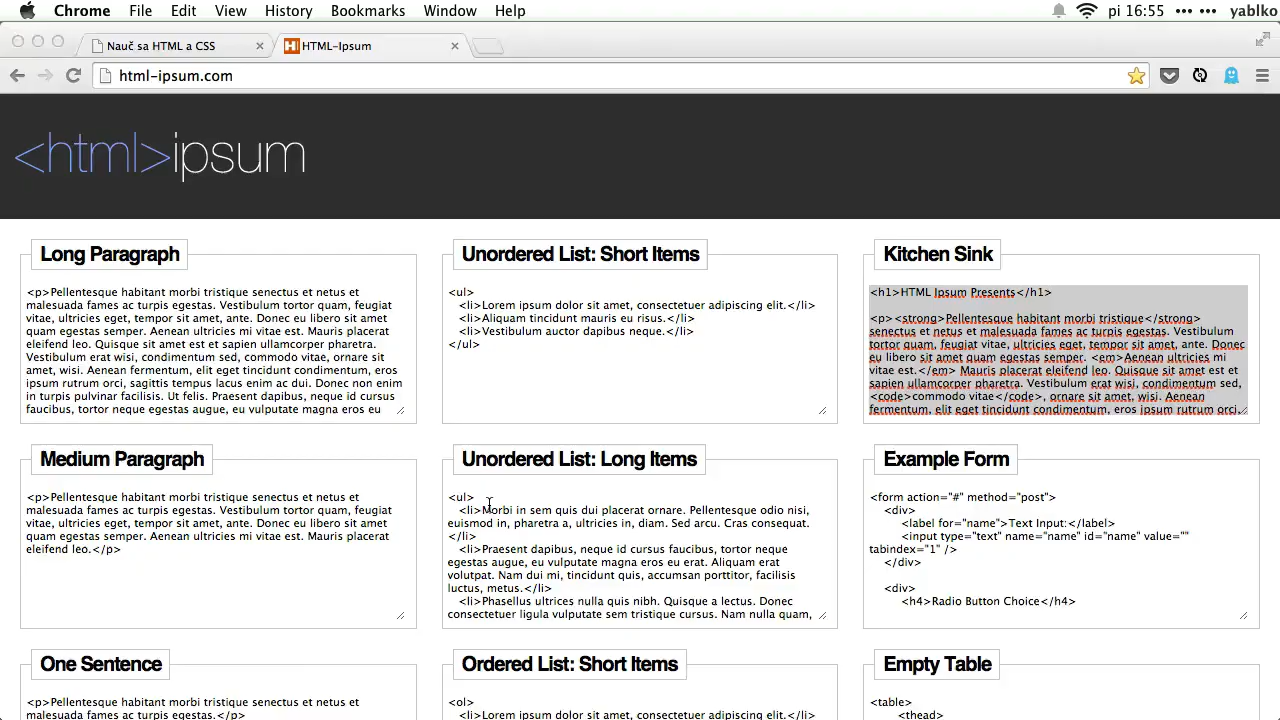 Chrome File Edit View History Bookmarks Window Help pi 16:55 yablko
Nauč sa HTML a CSS
HTML-Ipsum
html-ipsum.com
<html>ipsum
Long Paragraph
<p>Pellentesque habitant morbi tristique senectus et netus et
malesuada fames ac turpis egestas. Vestibulum tortor quam, feugiat
vitae, ultricies eget, tempor sit amet, ante. Donec eu libero sit amet
quam egestas semper. Aenean ultricies mi vitae est. Mauris placerat
eleifend leo. Quisque sit amet est et sapien ullamcorper pharetra.
Vestibulum erat wisi, condimentum sed, commodo vitae, ornare sit
amet, wisi. Aenean fermentum, elit eget tincidunt condimentum, eros
ipsum rutrum orci, sagittis tempus lacus enim ac dui. Donec non enim
in turpis pulvinar facilisis. Ut felis. Praesent dapibus, neque id cursus
faucibus, tortor neque egestas augue, eu vulputate magna eros eu
Unordered List: Short Items
<ul>
<li>Lorem ipsum dolor sit amet, consectetuer adipiscing elit.</li>
<li>Aliquam tincidunt mauris eu risus.</li>
<li>Vestibulum auctor dapibus neque.</li>
</ul>
Kitchen Sink
<h1>HTML Ipsum Presents</h1>
<p><strong>Pellentesque habitant morbi tristique</strong>
senectus et netus et malesuada fames ac turpis egestas. Vestibulum
tortor quam, feugiat vitae, ultricies eget, tempor sit amet, ante. Donec
eu libero sit amet quam egestas semper. <em>Aenean ultricies mi
vitae est.</em> Mauris placerat eleifend leo. Quisque sit amet est et
sapien ullamcorper pharetra. Vestibulum erat wisi, condimentum sed,
<code>commodo vitae</code>, ornare sit amet, wisi. Aenean
fermentum, elit eget tincidunt condimentum, eros ipsum rutrum orci,
Medium Paragraph
<p>Pellentesque habitant morbi tristique senectus et netus et
malesuada fames ac turpis egestas. Vestibulum tortor quam, feugiat
vitae, ultricies eget, tempor sit amet, ante. Donec eu libero sit amet
quam egestas semper. Aenean ultricies mi vitae est. Mauris placerat
eleifend leo.</p>
Unordered List: Long Items
<ul>
<li>Morbi in sem quis dui placerat ornare. Pellentesque odio nisi,
euismod in, pharetra a, ultricies in, diam. Sed arcu. Cras consequat.
</li>
<li>Praesent dapibus, neque id cursus faucibus, tortor neque
egestas augue, eu vulputate magna eros eu erat. Aliquam erat
volutpat. Nam dui mi, tincidunt quis, accumsan porttitor, facilisis
luctus, metus.</li>
<li>Phasellus ultrices nulla quis nibh. Quisque a lectus. Donec
consectetuer ligula vulputate sem tristique cursus. Nam nulla quam,
Example Form
<form action="#" method="post">
<div>
<label for="name">Text Input:</label>
<input type="text" name="name" id="name" value=""
tabindex="1" />
</div>
<div>
<h4>Radio Button Choice</h4>
One Sentence
<p>Pellentesque habitant morbi tristique senectus et netus et
malesuada fames ac turpis egestas.</p>
Ordered List: Short Items
<ol>
<li>Lorem ipsum dolor sit amet, consectetuer adipiscing elit.</li>
Empty Table
<table>
<thead>